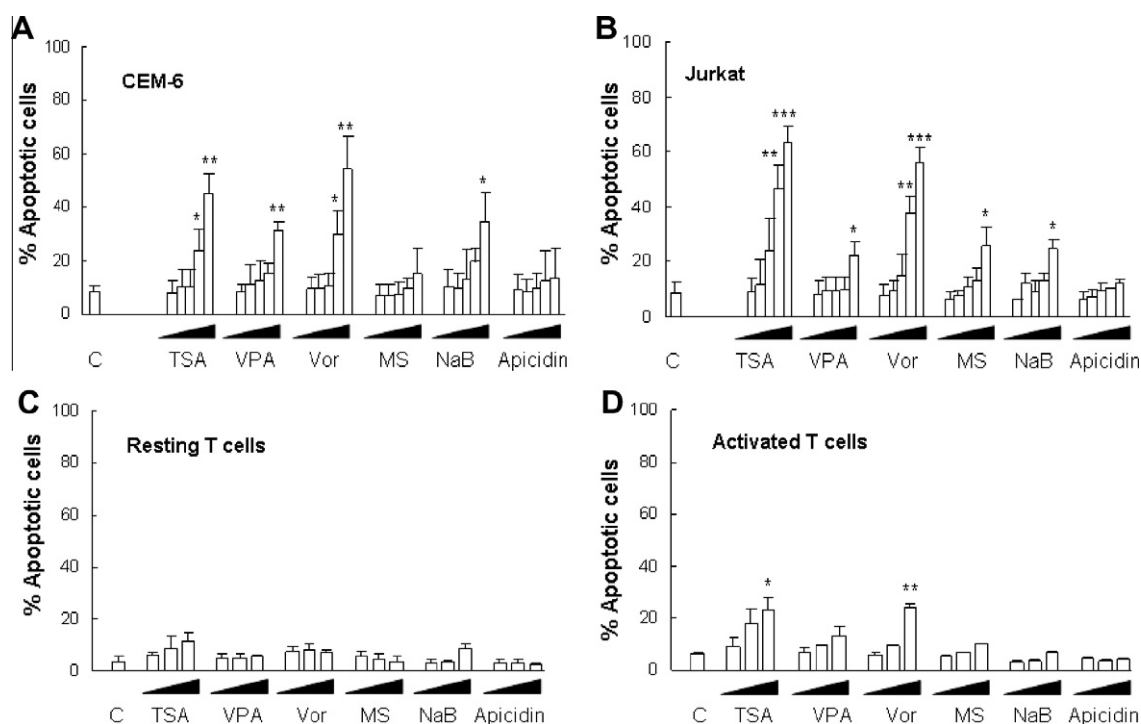 A
% Apoptotic cells
100
80
60
40
20
0
CEM-6
* ** ** * ** *
C TSA VPA Vor MS NaB Apicidin
B
% Apoptotic cells
100
80
60
40
20
0
Jurkat
** *** * ** *** * *
C TSA VPA Vor MS NaB Apicidin
C
% Apoptotic cells
100
80
60
40
20
0
Resting T cells
C TSA VPA Vor MS NaB Apicidin
D
% Apoptotic cells
100
80
60
40
20
0
Activated T cells
* **
C TSA VPA Vor MS NaB Apicidin